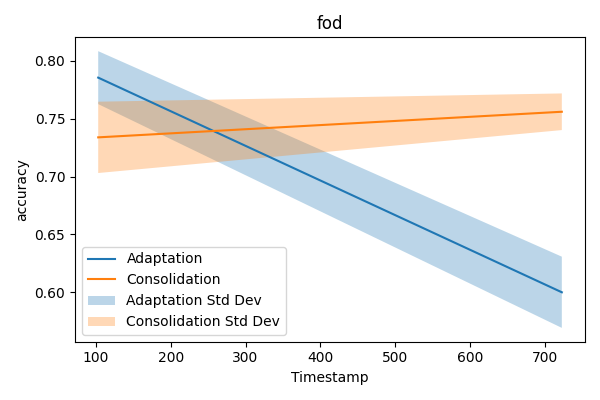 fod
0.80
0.75
0.70
0.65
0.60
accuracy
Adaptation
Consolidation
Adaptation Std Dev
Consolidation Std Dev
100 200 300 400 500 600 700
Timestamp